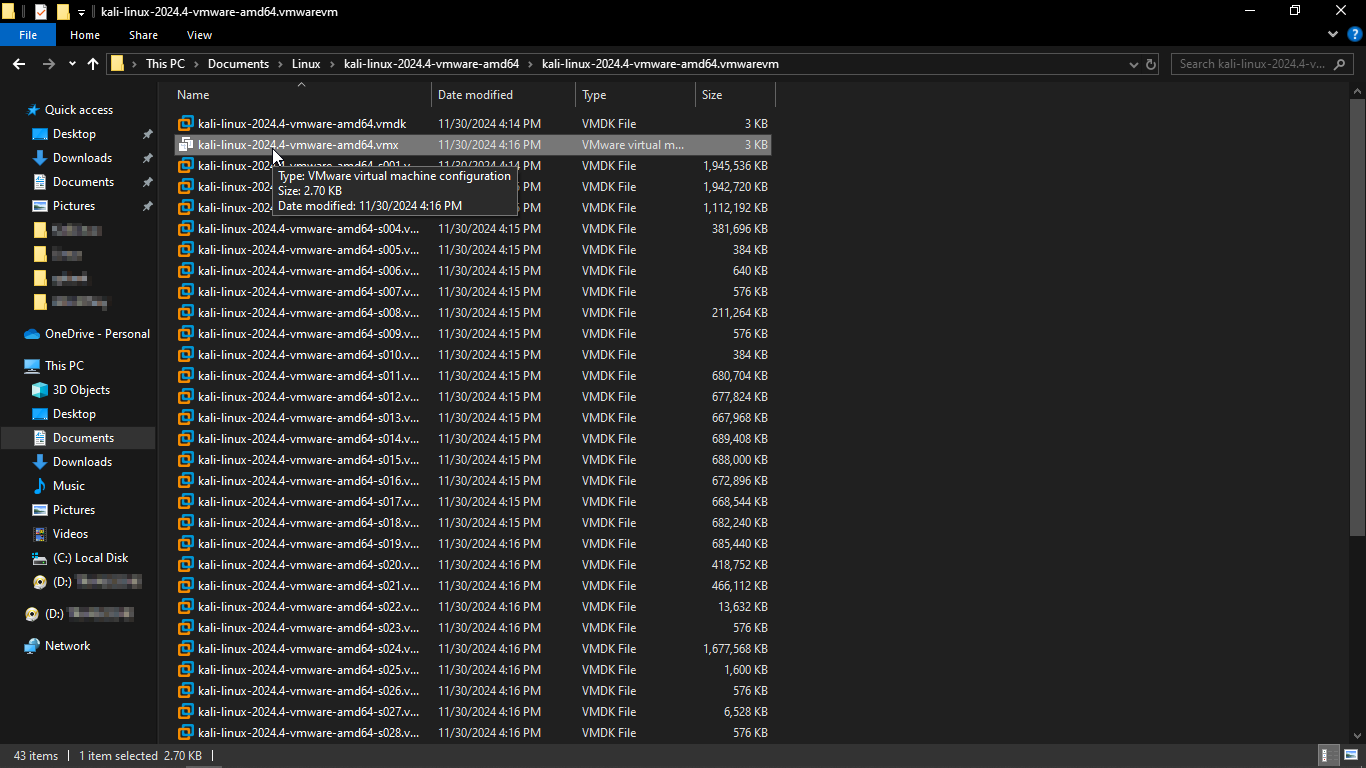 kali-linux-2024.4-vmware-amd64.vmwarevm
File Home Share View
This PC Documents Linux kali-linux-2024.4-vmware-amd64 kali-linux-2024.4-vmware-amd64.vmwarevm
Search kali-linux-2024.4-v...
Quick access
Desktop
Downloads
Documents
Pictures
OneDrive - Personal
This PC
3D Objects
Desktop
Documents
Downloads
Music
Pictures
Videos
(C:) Local Disk
(D:)
(D:)
Network
Name Date modified Type Size
kali-linux-2024.4-vmware-amd64.vmdk 11/30/2024 4:14 PM VMDK File 3 KB
kali-linux-2024.4-vmware-amd64.vmx 11/30/2024 4:16 PM VMware virtual m... 3 KB
kali-linux-2024.4-vmware-amd64-s001.v... 11/30/2024 4:14 PM VMDK File 1,945,536 KB
kali-linux-202 VMDK File 1,942,720 KB
kali-linux-202 VMDK File 1,112,192 KB
Type: VMware virtual machine configuration
Size: 2.70 KB
Date modified: 11/30/2024 4:16 PM
kali-linux-2024.4-vmware-amd64-s004.v... 11/30/2024 4:15 PM VMDK File 381,696 KB
kali-linux-2024.4-vmware-amd64-s005.v... 11/30/2024 4:15 PM VMDK File 384 KB
kali-linux-2024.4-vmware-amd64-s006.v... 11/30/2024 4:15 PM VMDK File 640 KB
kali-linux-2024.4-vmware-amd64-s007.v... 11/30/2024 4:15 PM VMDK File 576 KB
kali-linux-2024.4-vmware-amd64-s008.v... 11/30/2024 4:15 PM VMDK File 211,264 KB
kali-linux-2024.4-vmware-amd64-s009.v... 11/30/2024 4:15 PM VMDK File 576 KB
kali-linux-2024.4-vmware-amd64-s010.v... 11/30/2024 4:15 PM VMDK File 384 KB
kali-linux-2024.4-vmware-amd64-s011.v... 11/30/2024 4:15 PM VMDK File 680,704 KB
kali-linux-2024.4-vmware-amd64-s012.v... 11/30/2024 4:15 PM VMDK File 677,824 KB
kali-linux-2024.4-vmware-amd64-s013.v... 11/30/2024 4:15 PM VMDK File 667,968 KB
kali-linux-2024.4-vmware-amd64-s014.v... 11/30/2024 4:15 PM VMDK File 689,408 KB
kali-linux-2024.4-vmware-amd64-s015.v... 11/30/2024 4:15 PM VMDK File 688,000 KB
kali-linux-2024.4-vmware-amd64-s016.v... 11/30/2024 4:15 PM VMDK File 672,896 KB
kali-linux-2024.4-vmware-amd64-s017.v... 11/30/2024 4:15 PM VMDK File 668,544 KB
kali-linux-2024.4-vmware-amd64-s018.v... 11/30/2024 4:15 PM VMDK File 682,240 KB
kali-linux-2024.4-vmware-amd64-s019.v... 11/30/2024 4:16 PM VMDK File 685,440 KB
kali-linux-2024.4-vmware-amd64-s020.v... 11/30/2024 4:16 PM VMDK File 418,752 KB
kali-linux-2024.4-vmware-amd64-s021.v... 11/30/2024 4:16 PM VMDK File 466,112 KB
kali-linux-2024.4-vmware-amd64-s022.v... 11/30/2024 4:16 PM VMDK File 13,632 KB
kali-linux-2024.4-vmware-amd64-s023.v... 11/30/2024 4:16 PM VMDK File 576 KB
kali-linux-2024.4-vmware-amd64-s024.v... 11/30/2024 4:16 PM VMDK File 1,677,568 KB
kali-linux-2024.4-vmware-amd64-s025.v... 11/30/2024 4:16 PM VMDK File 1,600 KB
kali-linux-2024.4-vmware-amd64-s026.v... 11/30/2024 4:16 PM VMDK File 576 KB
kali-linux-2024.4-vmware-amd64-s027.v... 11/30/2024 4:16 PM VMDK File 6,528 KB
kali-linux-2024.4-vmware-amd64-s028.v... 11/30/2024 4:16 PM VMDK File 576 KB
43 items 1 item selected 2.70 KB